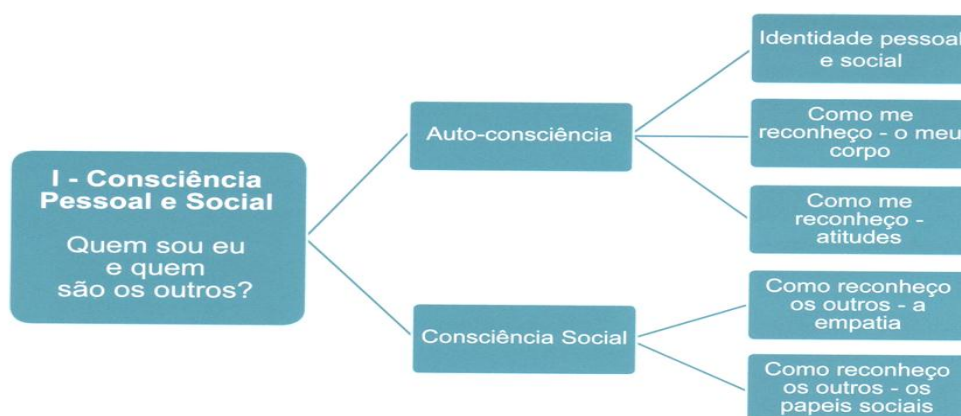 I - Consciência
Pessoal e Social
Quem sou eu
e quem
são os outros?
Auto-consciência
Identidade pessoal
e social
Como me
reconheço - o meu
corpo
Como me
reconheço -
atitudes
Consciência Social
Como reconheço
os outros - a
empatia
Como reconheço
os outros - os
papeis sociais